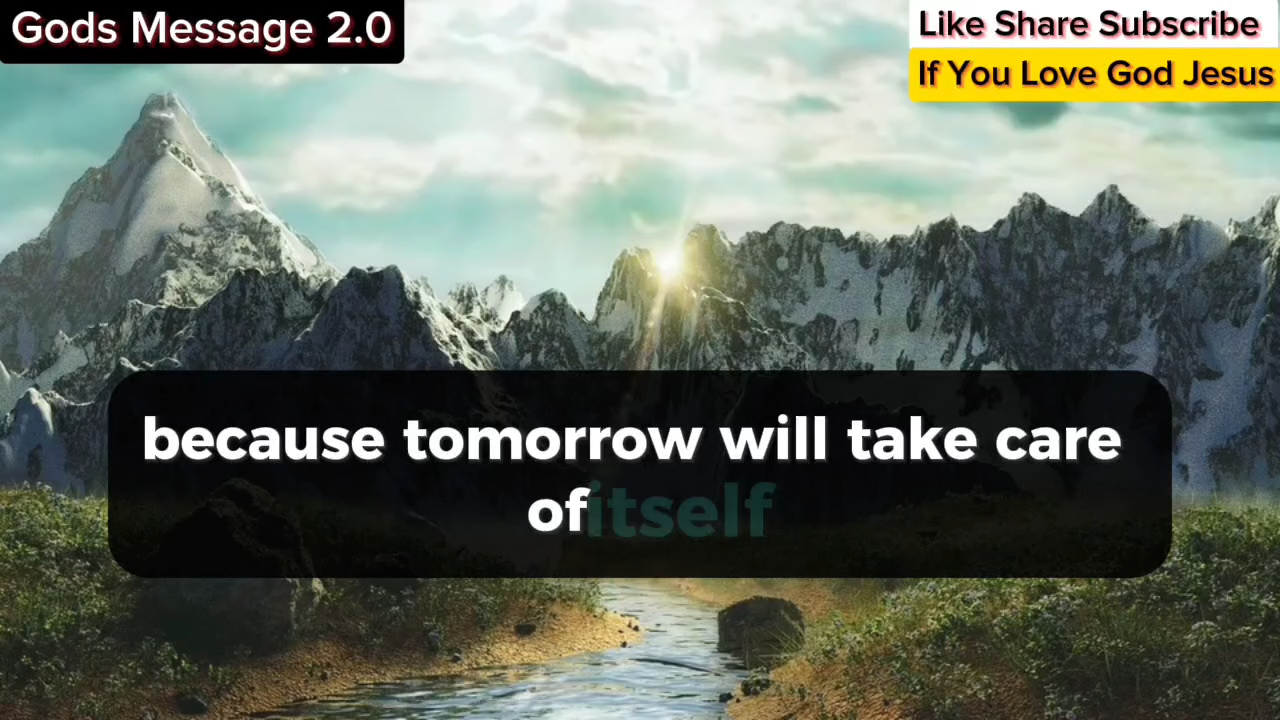 Gods Message 2.0
Like Share Subscribe
If You Love God Jesus
because tomorrow will take care
of itself